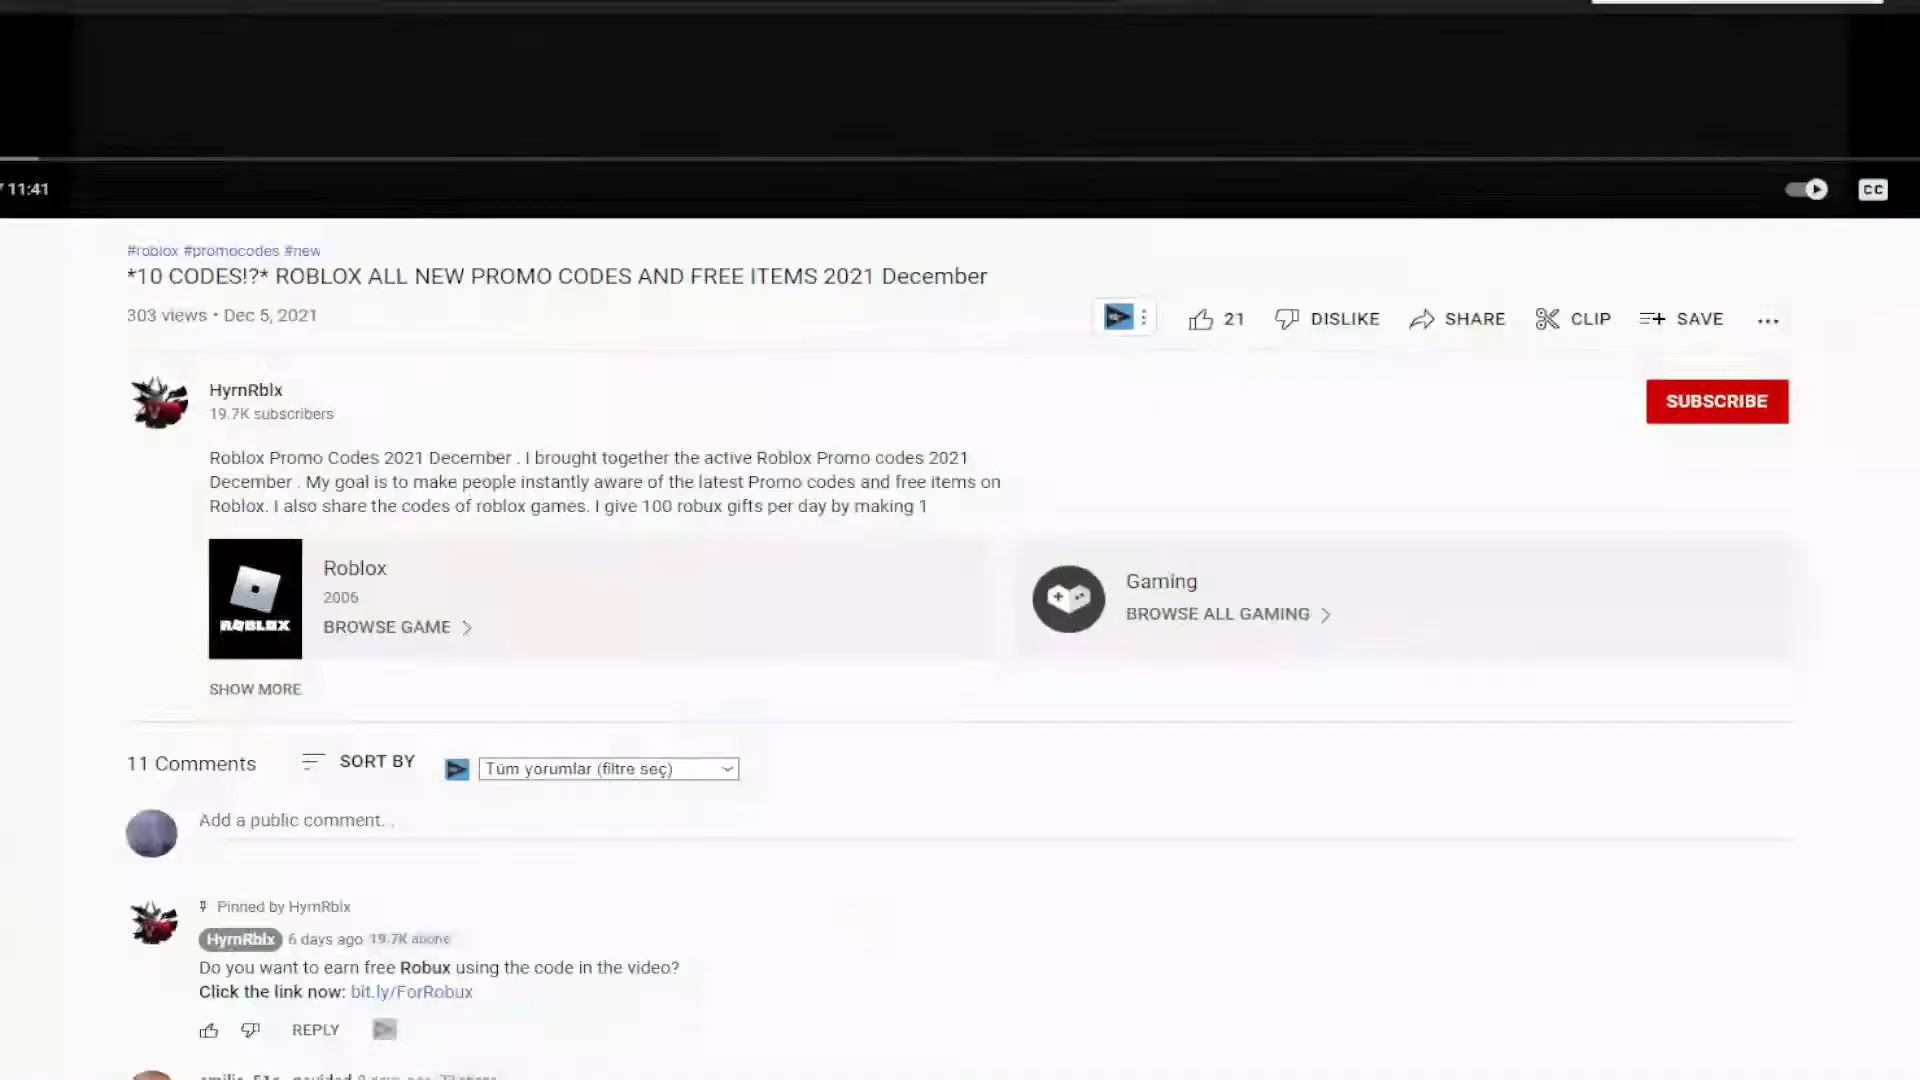 11:41
CC
#roblox #promocodes #new
*10 CODES!?* ROBLOX ALL NEW PROMO CODES AND FREE ITEMS 2021 December
303 views • Dec 5, 2021
21 DISLIKE SHARE CLIP SAVE
HyrnRblx
19.7K subscribers
SUBSCRIBE
Roblox Promo Codes 2021 December . I brought together the active Roblox Promo codes 2021
December . My goal is to make people instantly aware of the latest Promo codes and free items on
Roblox. I also share the codes of roblox games. I give 100 robux gifts per day by making 1
ROBLOX
Roblox
2006
BROWSE GAME
Gaming
BROWSE ALL GAMING
SHOW MORE
11 Comments SORT BY Tüm yorumlar (filtre seç)
Add a public comment...
Pinned by HyrnRblx
HyrnRblx 6 days ago 19.7K abone
Do you want to earn free Robux using the code in the video?
Click the link now: bit.ly/ForRobux
REPLY